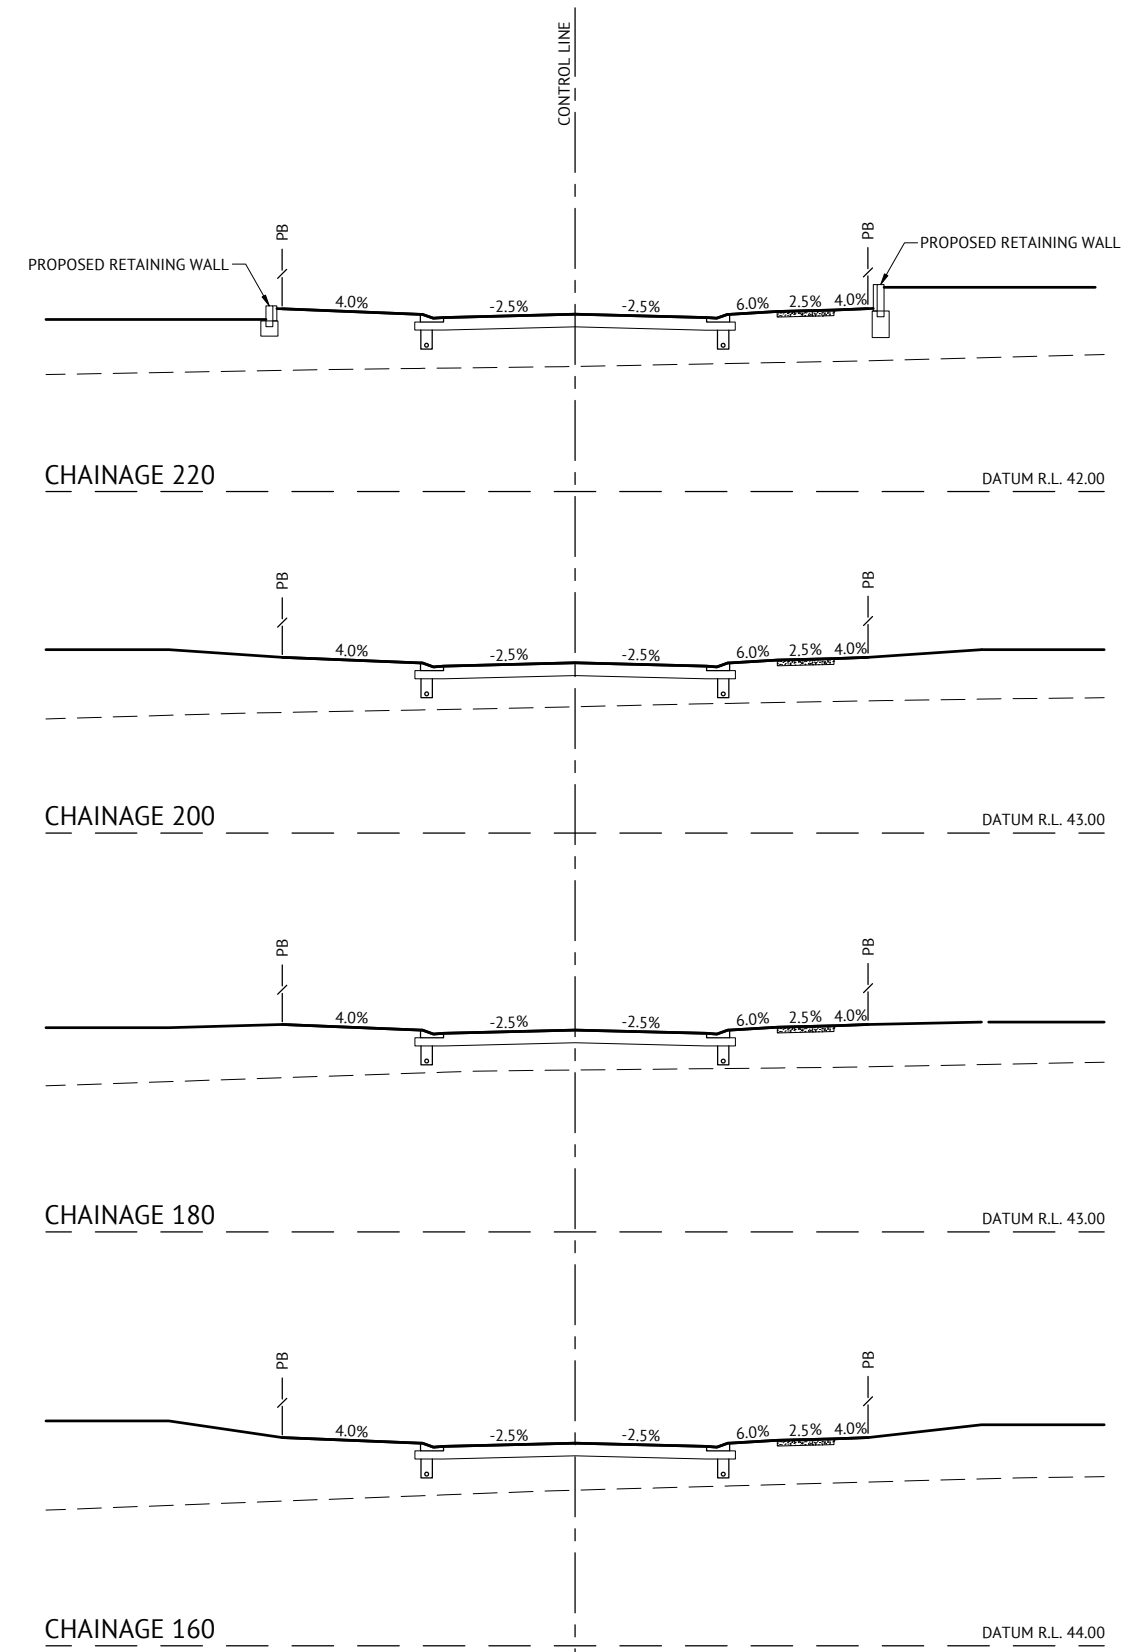 CONTROL LINE
PB
PB
PROPOSED RETAINING WALL
PROPOSED RETAINING WALL
4.0%
-2.5%
-2.5%
6.0%
2.5%
4.0%
CHAINAGE 220
DATUM R.L. 42.00
PB
PB
4.0%
-2.5%
-2.5%
6.0%
2.5%
4.0%
CHAINAGE 200
DATUM R.L. 43.00
PB
PB
4.0%
-2.5%
-2.5%
6.0%
2.5%
4.0%
CHAINAGE 180
DATUM R.L. 43.00
PB
PB
4.0%
-2.5%
-2.5%
6.0%
2.5%
4.0%
CHAINAGE 160
DATUM R.L. 44.00